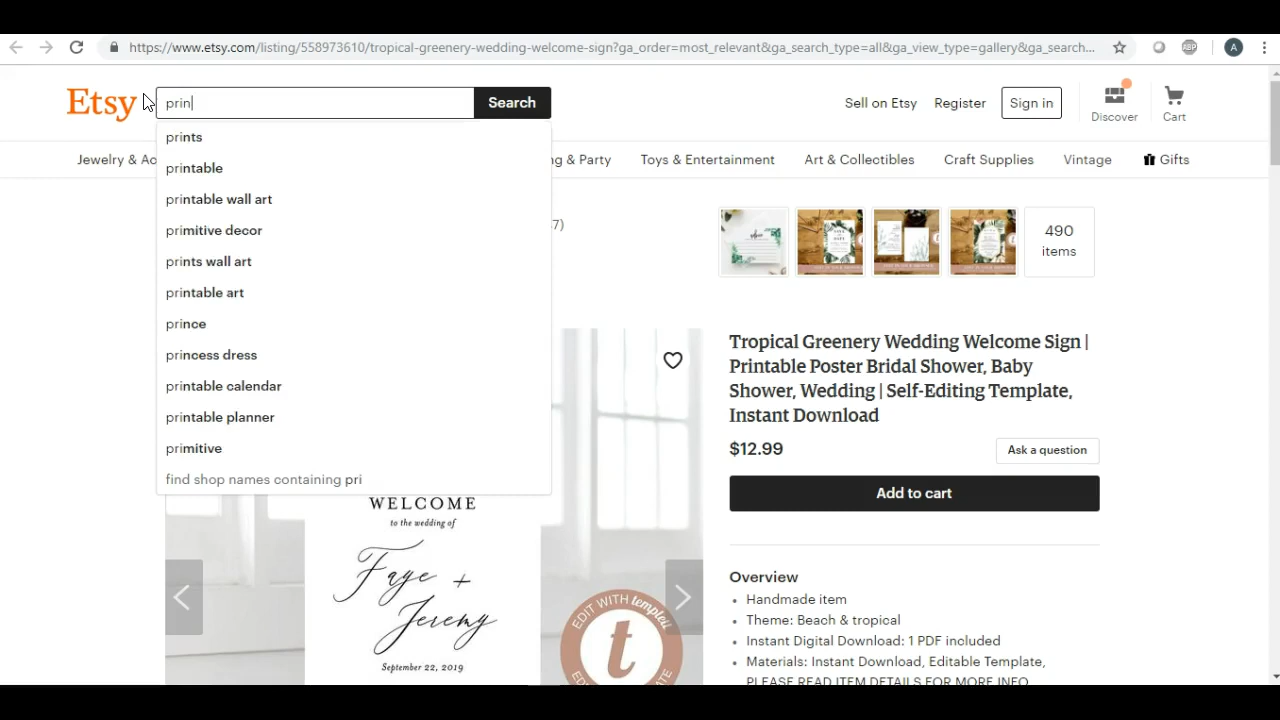 https://www.etsy.com/listing/558973610/tropical-greenery-wedding-welcome-sign?ga_order=most_relevant&ga_search_type=all&ga_view_type=gallery&ga_search...
ABP
A
Etsy
prin
Search
Sell on Etsy
Register
Sign in
Discover
Cart
prints
printable
printable wall art
primitive decor
prints wall art
printable art
prince
princess dress
printable calendar
printable planner
primitive
find shop names containing pri
Jewelry & Ac
g & Party
Toys & Entertainment
Art & Collectibles
Craft Supplies
Vintage
Gifts
7)
490
items
Tropical Greenery Wedding Welcome Sign |
Printable Poster Bridal Shower, Baby
Shower, Wedding | Self-Editing Template,
Instant Download
$12.99
Ask a question
Add to cart
WELCOME
to the wedding of
Faye +
Jeremy
September 22, 2019
EDIT WITH templett
t
Overview
Handmade item
Theme: Beach & tropical
Instant Digital Download: 1 PDF included
Materials: Instant Download, Editable Template,
PLEASE READ ITEM DETAILS FOR MORE INFO